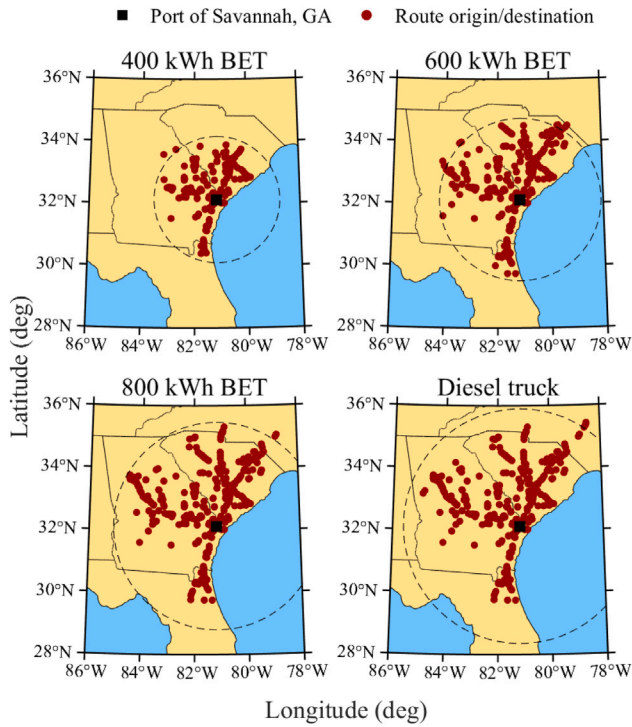 Port of Savannah, GA Route origin/destination
400 kWh BET 600 kWh BET
36°N 36°N
34°N 34°N
32°N 32°N
30°N 30°N
28°N 28°N
86°W 84°W 82°W 80°W 78°W 86°W 84°W 82°W 80°W 78°W
Latitude (deg)
800 kWh BET Diesel truck
36°N 36°N
34°N 34°N
32°N 32°N
30°N 30°N
28°N 28°N
86°W 84°W 82°W 80°W 78°W 86°W 84°W 82°W 80°W 78°W
Longitude (deg)